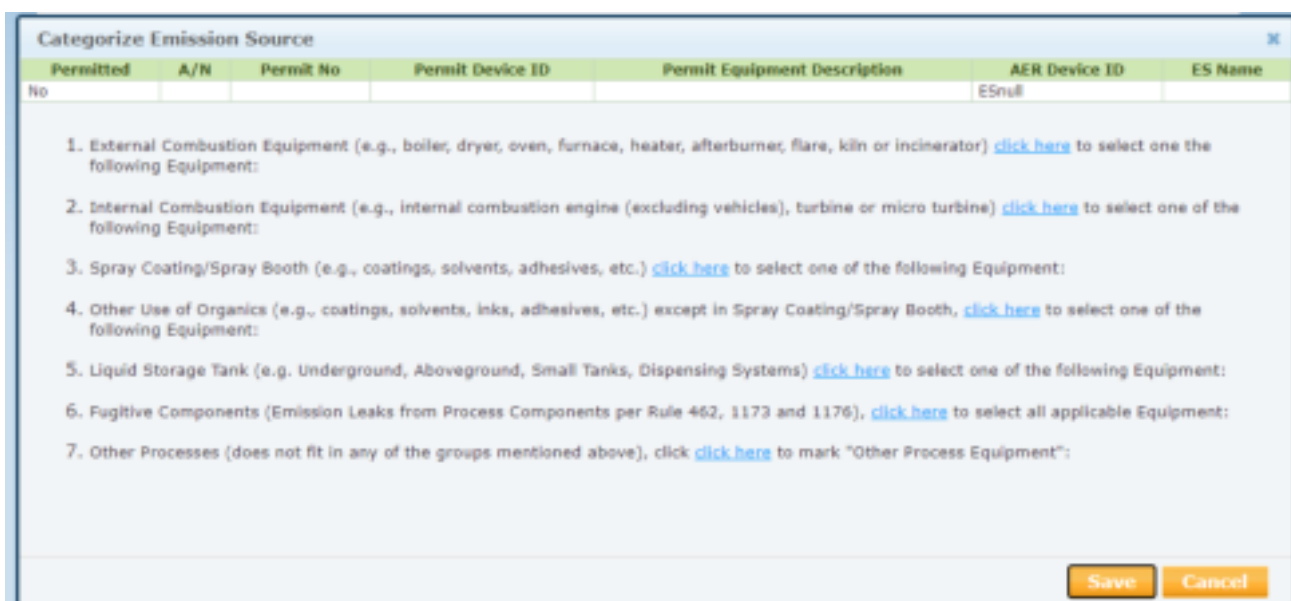 Categorize Emission Source
Permitted A/N Permit No Permit Device ID Permit Equipment Description AER Device ID ES Name
No ESnull
1. External Combustion Equipment (e.g., boiler, dryer, oven, furnace, heater, afterburner, flare, kiln or incinerator) click here to select one the
following Equipment:
2. Internal Combustion Equipment (e.g., internal combustion engine (excluding vehicles), turbine or micro turbine) click here to select one of the
following Equipment:
3. Spray Coating/Spray Booth (e.g., coatings, solvents, adhesives, etc.) click here to select one of the following Equipment:
4. Other Use of Organics (e.g., coatings, solvents, inks, adhesives, etc.) except in Spray Coating/Spray Booth, click here to select one of the
following Equipment:
5. Liquid Storage Tank (e.g. Underground, Aboveground, Small Tanks, Dispensing Systems) click here to select one of the following Equipment:
6. Fugitive Components (Emission Leaks from Process Components per Rule 462, 1173 and 1176), click here to select all applicable Equipment:
7. Other Processes (does not fit in any of the groups mentioned above), click click here to mark "Other Process Equipment":
Save Cancel